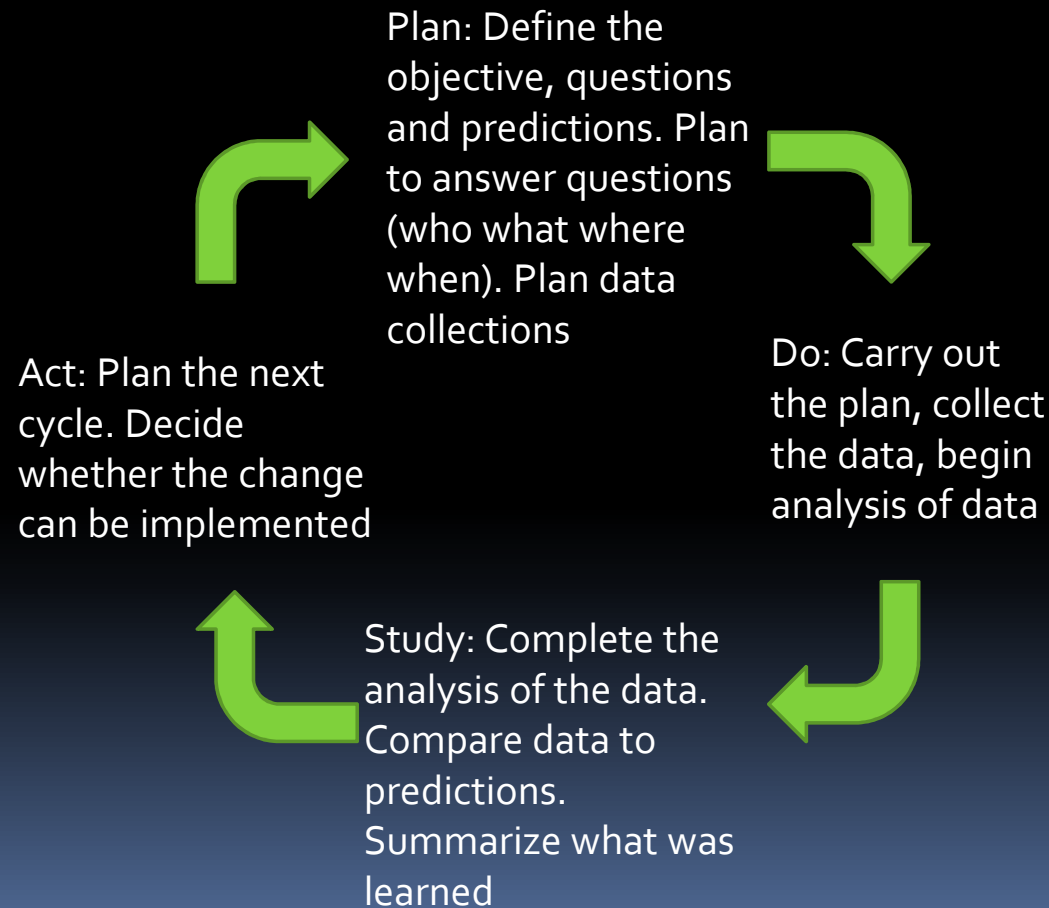 Plan: Define the
objective, questions
and predictions. Plan
to answer questions
(who what where
when). Plan data
collections
Do: Carry out
the plan, collect
the data, begin
analysis of data
Study: Complete the
analysis of the data.
Compare data to
predictions.
Summarize what was
learned
Act: Plan the next
cycle. Decide
whether the change
can be implemented